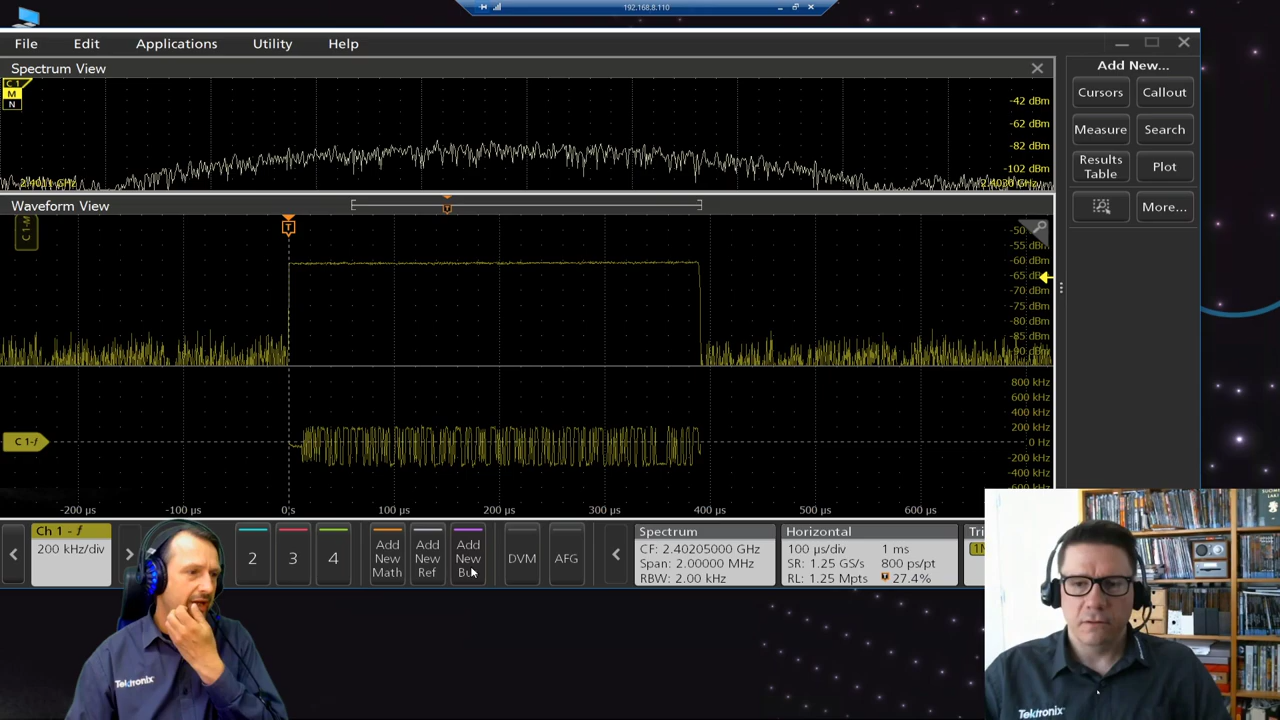 192.168.8.110
File Edit Applications Utility Help
Add New...
Cursors Callout
Measure Search
Results Table Plot
More...
Spectrum View
C 1
M
N
-42 dBm
-62 dBm
-82 dBm
-102 dBm
Waveform View
T
T
C 1-M
-50
-55 dBm
-60 dBm
-65 dBm
-70 dBm
-75 dBm
-80 dBm
-85 dBm
-90 dBm
800 kHz
600 kHz
400 kHz
200 kHz
0 Hz
-200 kHz
-400 kHz
C 1-f
-200 µs -100 µs 0 s 100 µs 200 µs 300 µs 400 µs 500 µs 600 µs
Ch 1 - f
200 kHz/div
2 3 4
Add New Math
Add New Ref
Add New
DVM AFG
Spectrum
CF: 2.40205000 GHz
Span: 2.00000 MHz
RBW: 2.00 kHz
Horizontal
100 µs/div 1 ms
SR: 1.25 GS/s 800 ps/pt
RL: 1.25 Mpts 27.4%
Tektronix
Tektronix